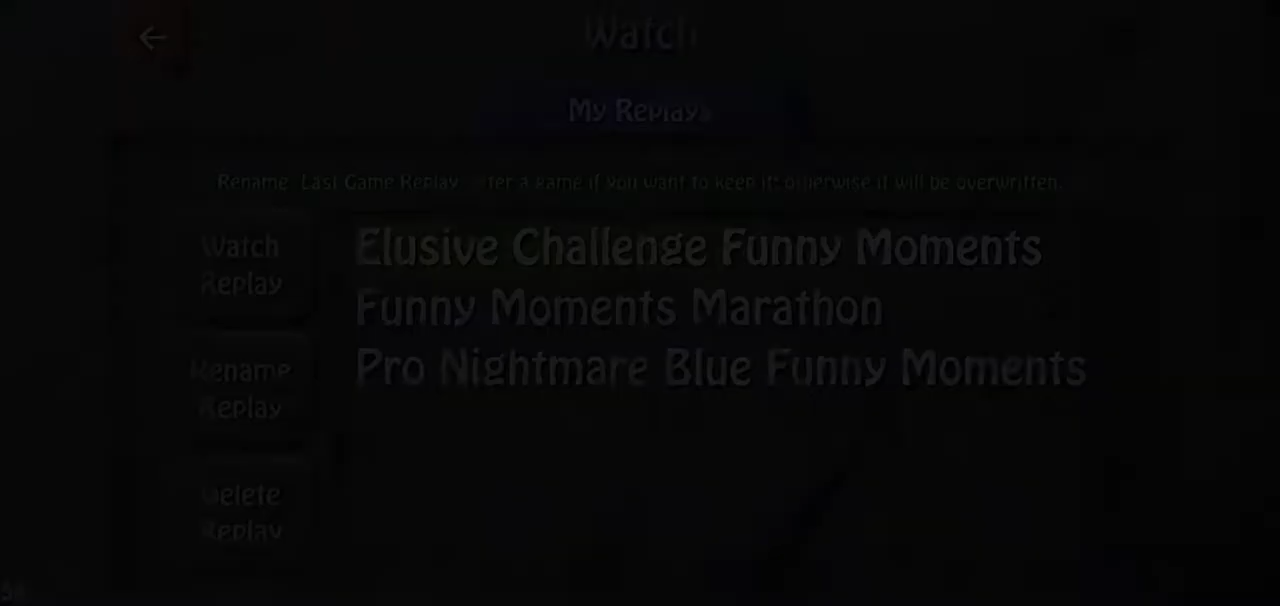 Watch
My Replays
Rename "Last Game Replay" after a game if you want to keep it; otherwise it will be overwritten.
Watch
Replay
Elusive Challenge Funny Moments
Funny Moments Marathon
Pro Nightmare Blue Funny Moments
Rename
Replay
Delete
Replay